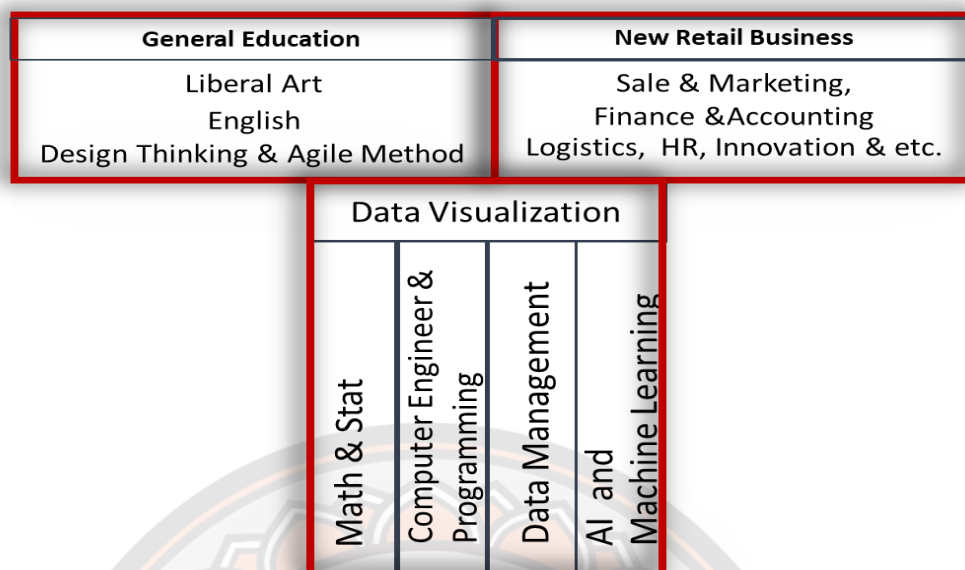 General Education
Liberal Art
English
Design Thinking & Agile Method
New Retail Business
Sale & Marketing,
Finance &Accounting
Logistics, HR, Innovation & etc.
Data Visualization
Math & Stat
Computer Engineer &
Programming
Data Management
AI and
Machine Learning